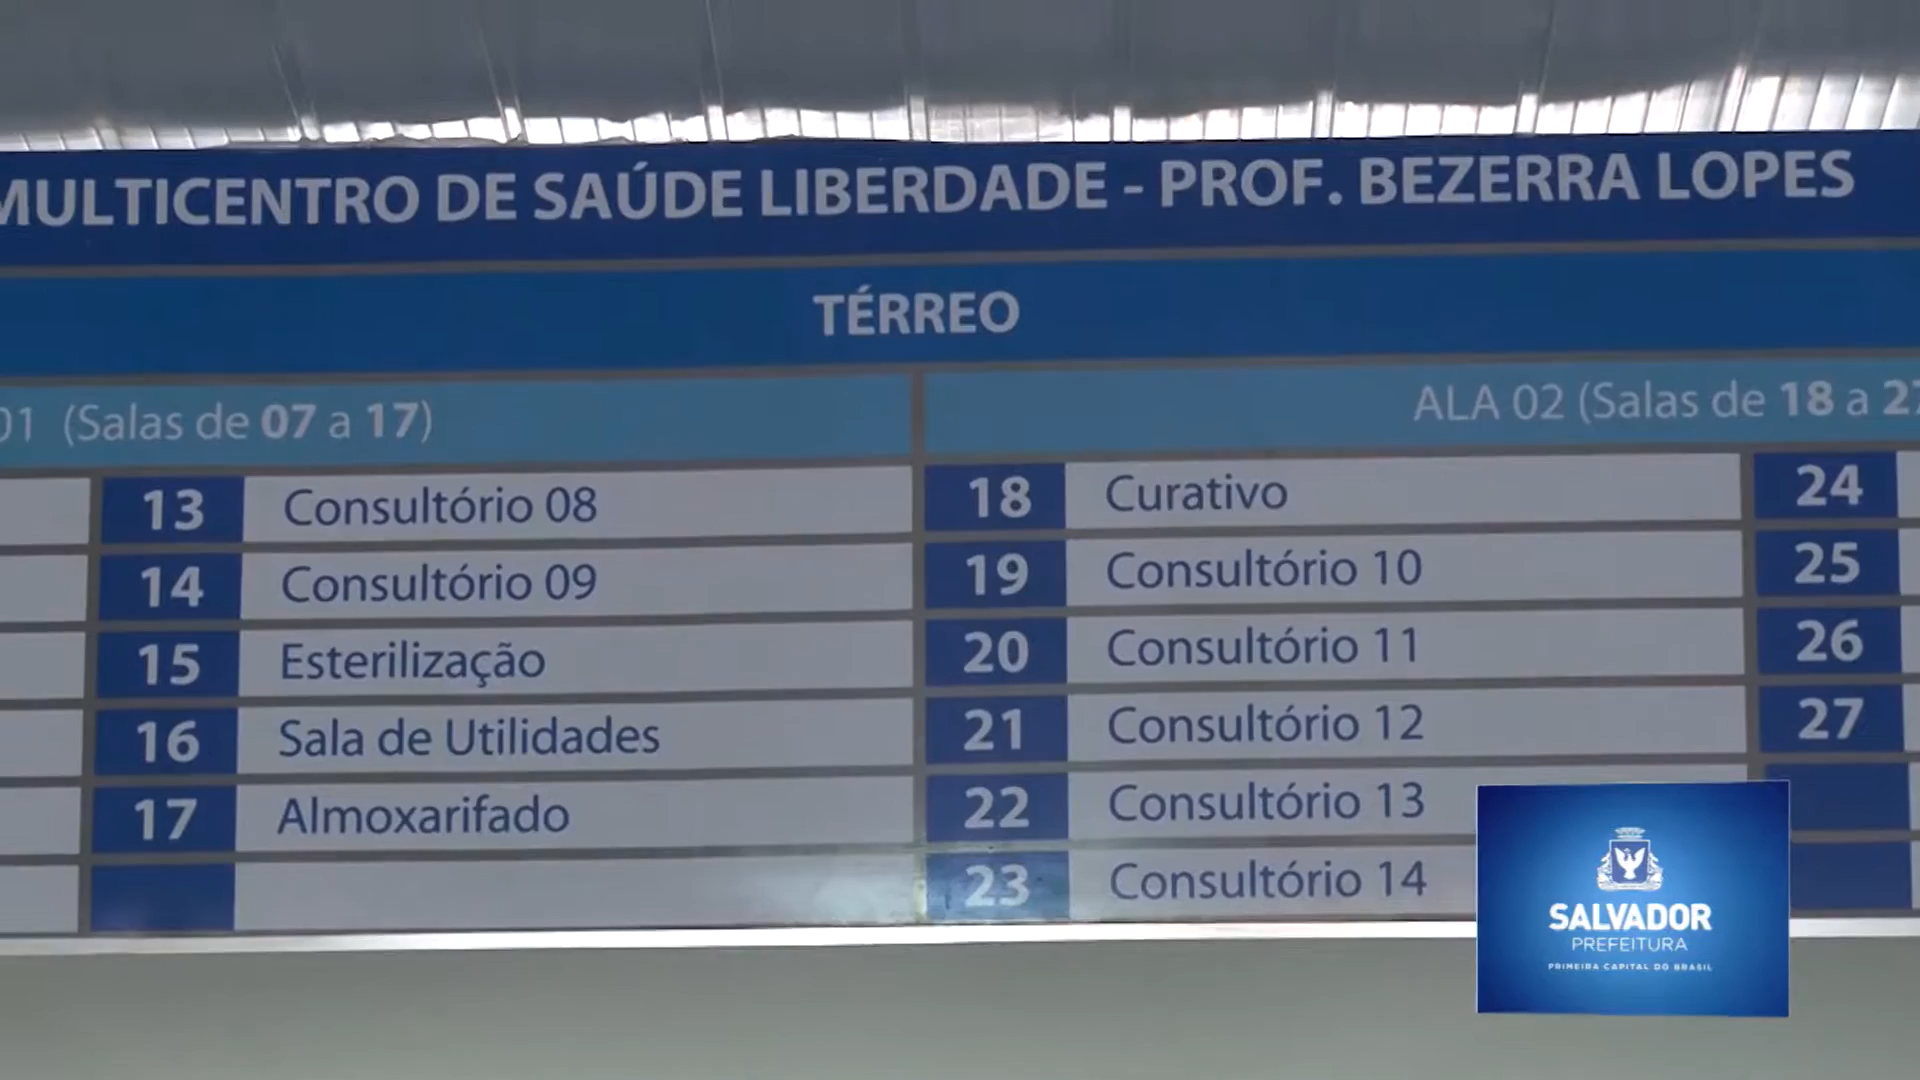 MULTICENTRO DE SAÚDE LIBERDADE - PROF. BEZERRA LOPES
TÉRREO
01 (Salas de 07 a 17)
ALA 02 (Salas de 18 a 27
13 Consultório 08
14 Consultório 09
15 Esterilização
16 Sala de Utilidades
17 Almoxarifado
18 Curativo
19 Consultório 10
20 Consultório 11
21 Consultório 12
22 Consultório 13
23 Consultório 14
24
25
26
27
SALVADOR
PREFEITURA
PRIMEIRA CAPITAL DO BRASIL